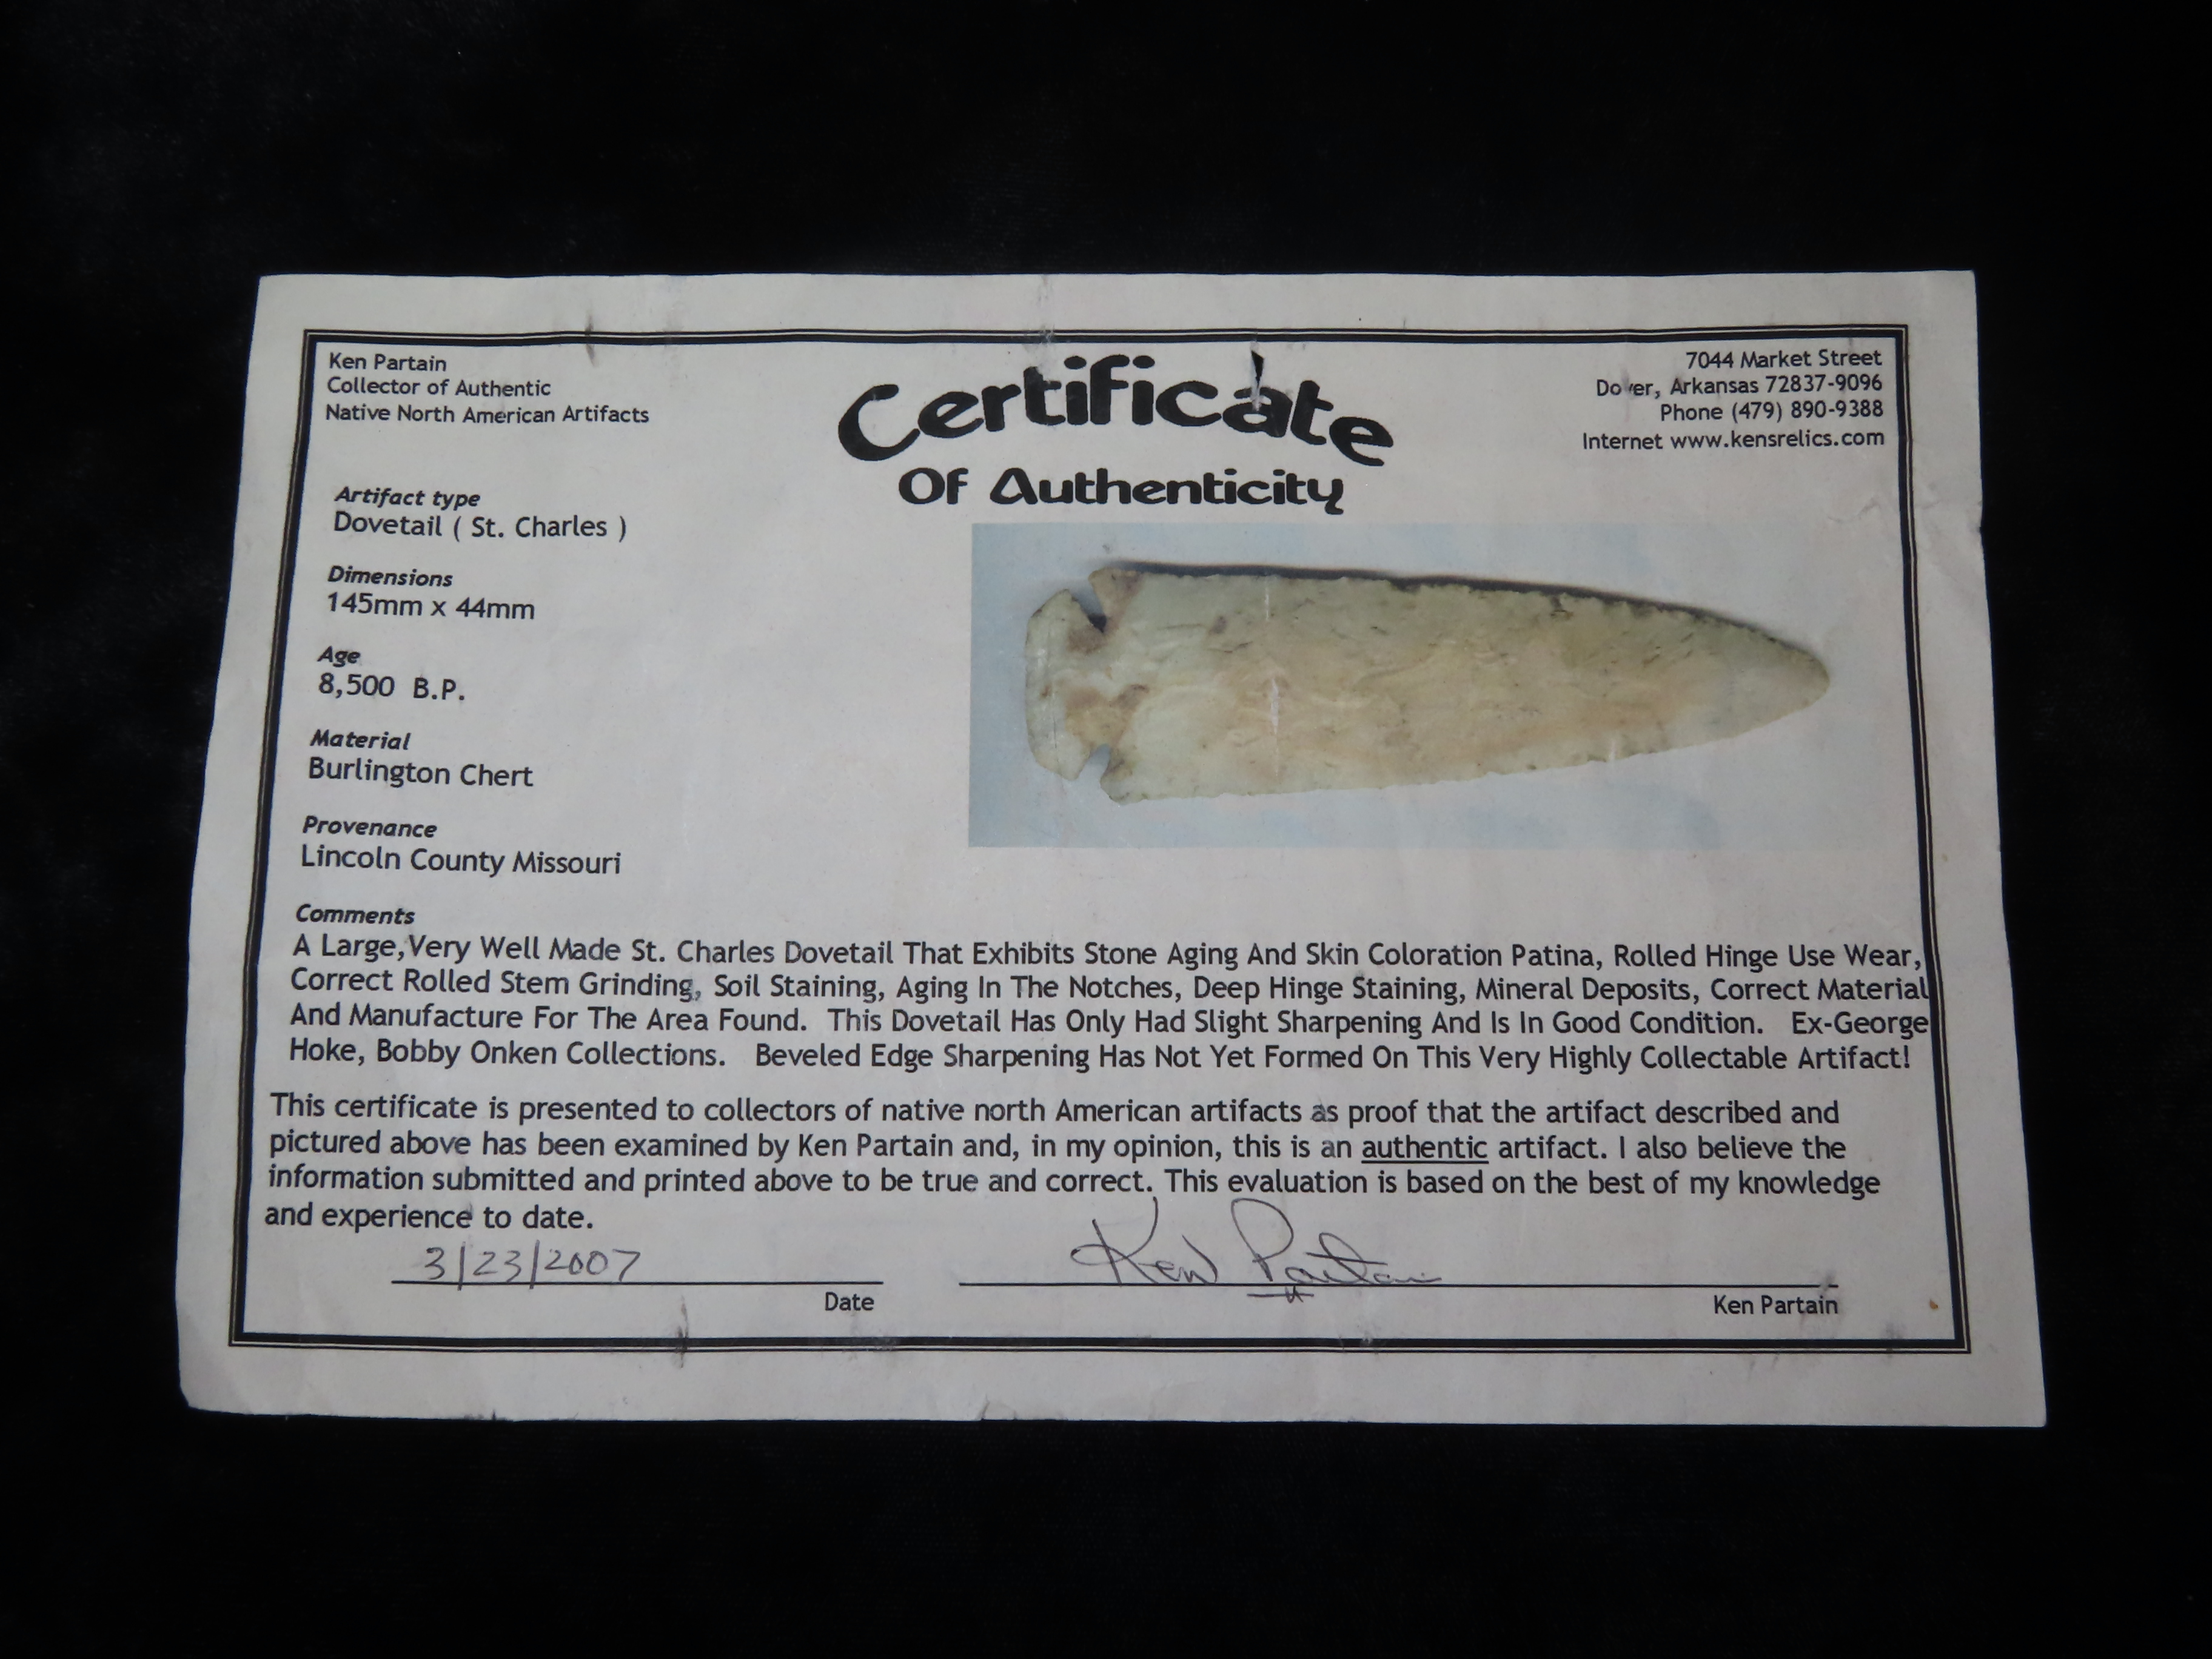 Ken Partain
Collector of Authentic
Native North American Artifacts
Certificate
Of Authenticity
7044 Market Street
Dover, Arkansas 72837-9096
Phone (479) 890-9388
Internet www.kensrelics.com
Artifact type
Dovetail ( St. Charles )
Dimensions
145mm x 44mm
Age
8,500 B.P.
Material
Burlington Chert
Provenance
Lincoln County Missouri
Comments
A Large,Very Well Made St. Charles Dovetail That Exhibits Stone Aging And Skin Coloration Patina, Rolled Hinge Use Wear,
Correct Rolled Stem Grinding, Soil Staining, Aging In The Notches, Deep Hinge Staining, Mineral Deposits, Correct Material
And Manufacture For The Area Found. This Dovetail Has Only Had Slight Sharpening And Is In Good Condition. Ex-George
Hoke, Bobby Onken Collections. Beveled Edge Sharpening Has Not Yet Formed On This Very Highly Collectable Artifact!
This certificate is presented to collectors of native north American artifacts as proof that the artifact described and
pictured above has been examined by Ken Partain and, in my opinion, this is an authentic artifact. I also believe the
information submitted and printed above to be true and correct. This evaluation is based on the best of my knowledge
and experience to date.
3/23/2007
Ken Partain
Date
Ken Partain